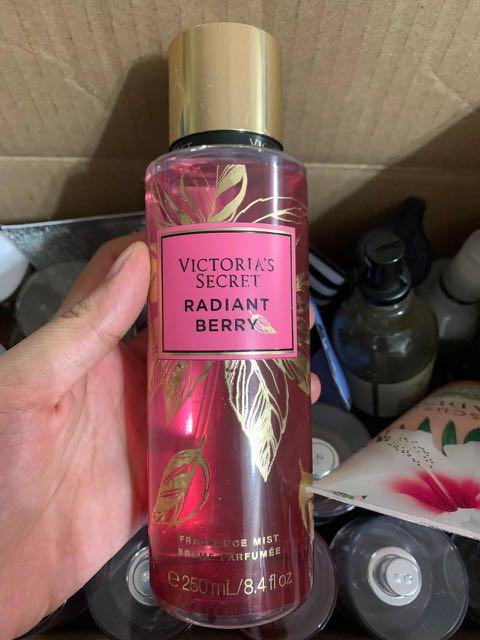 VICTORIA'S
SECRET
RADIANT
BERRY
FRAGRANCE MIST
BRUME PARFUMÉE
℮ 250 mL/8.4 fl oz